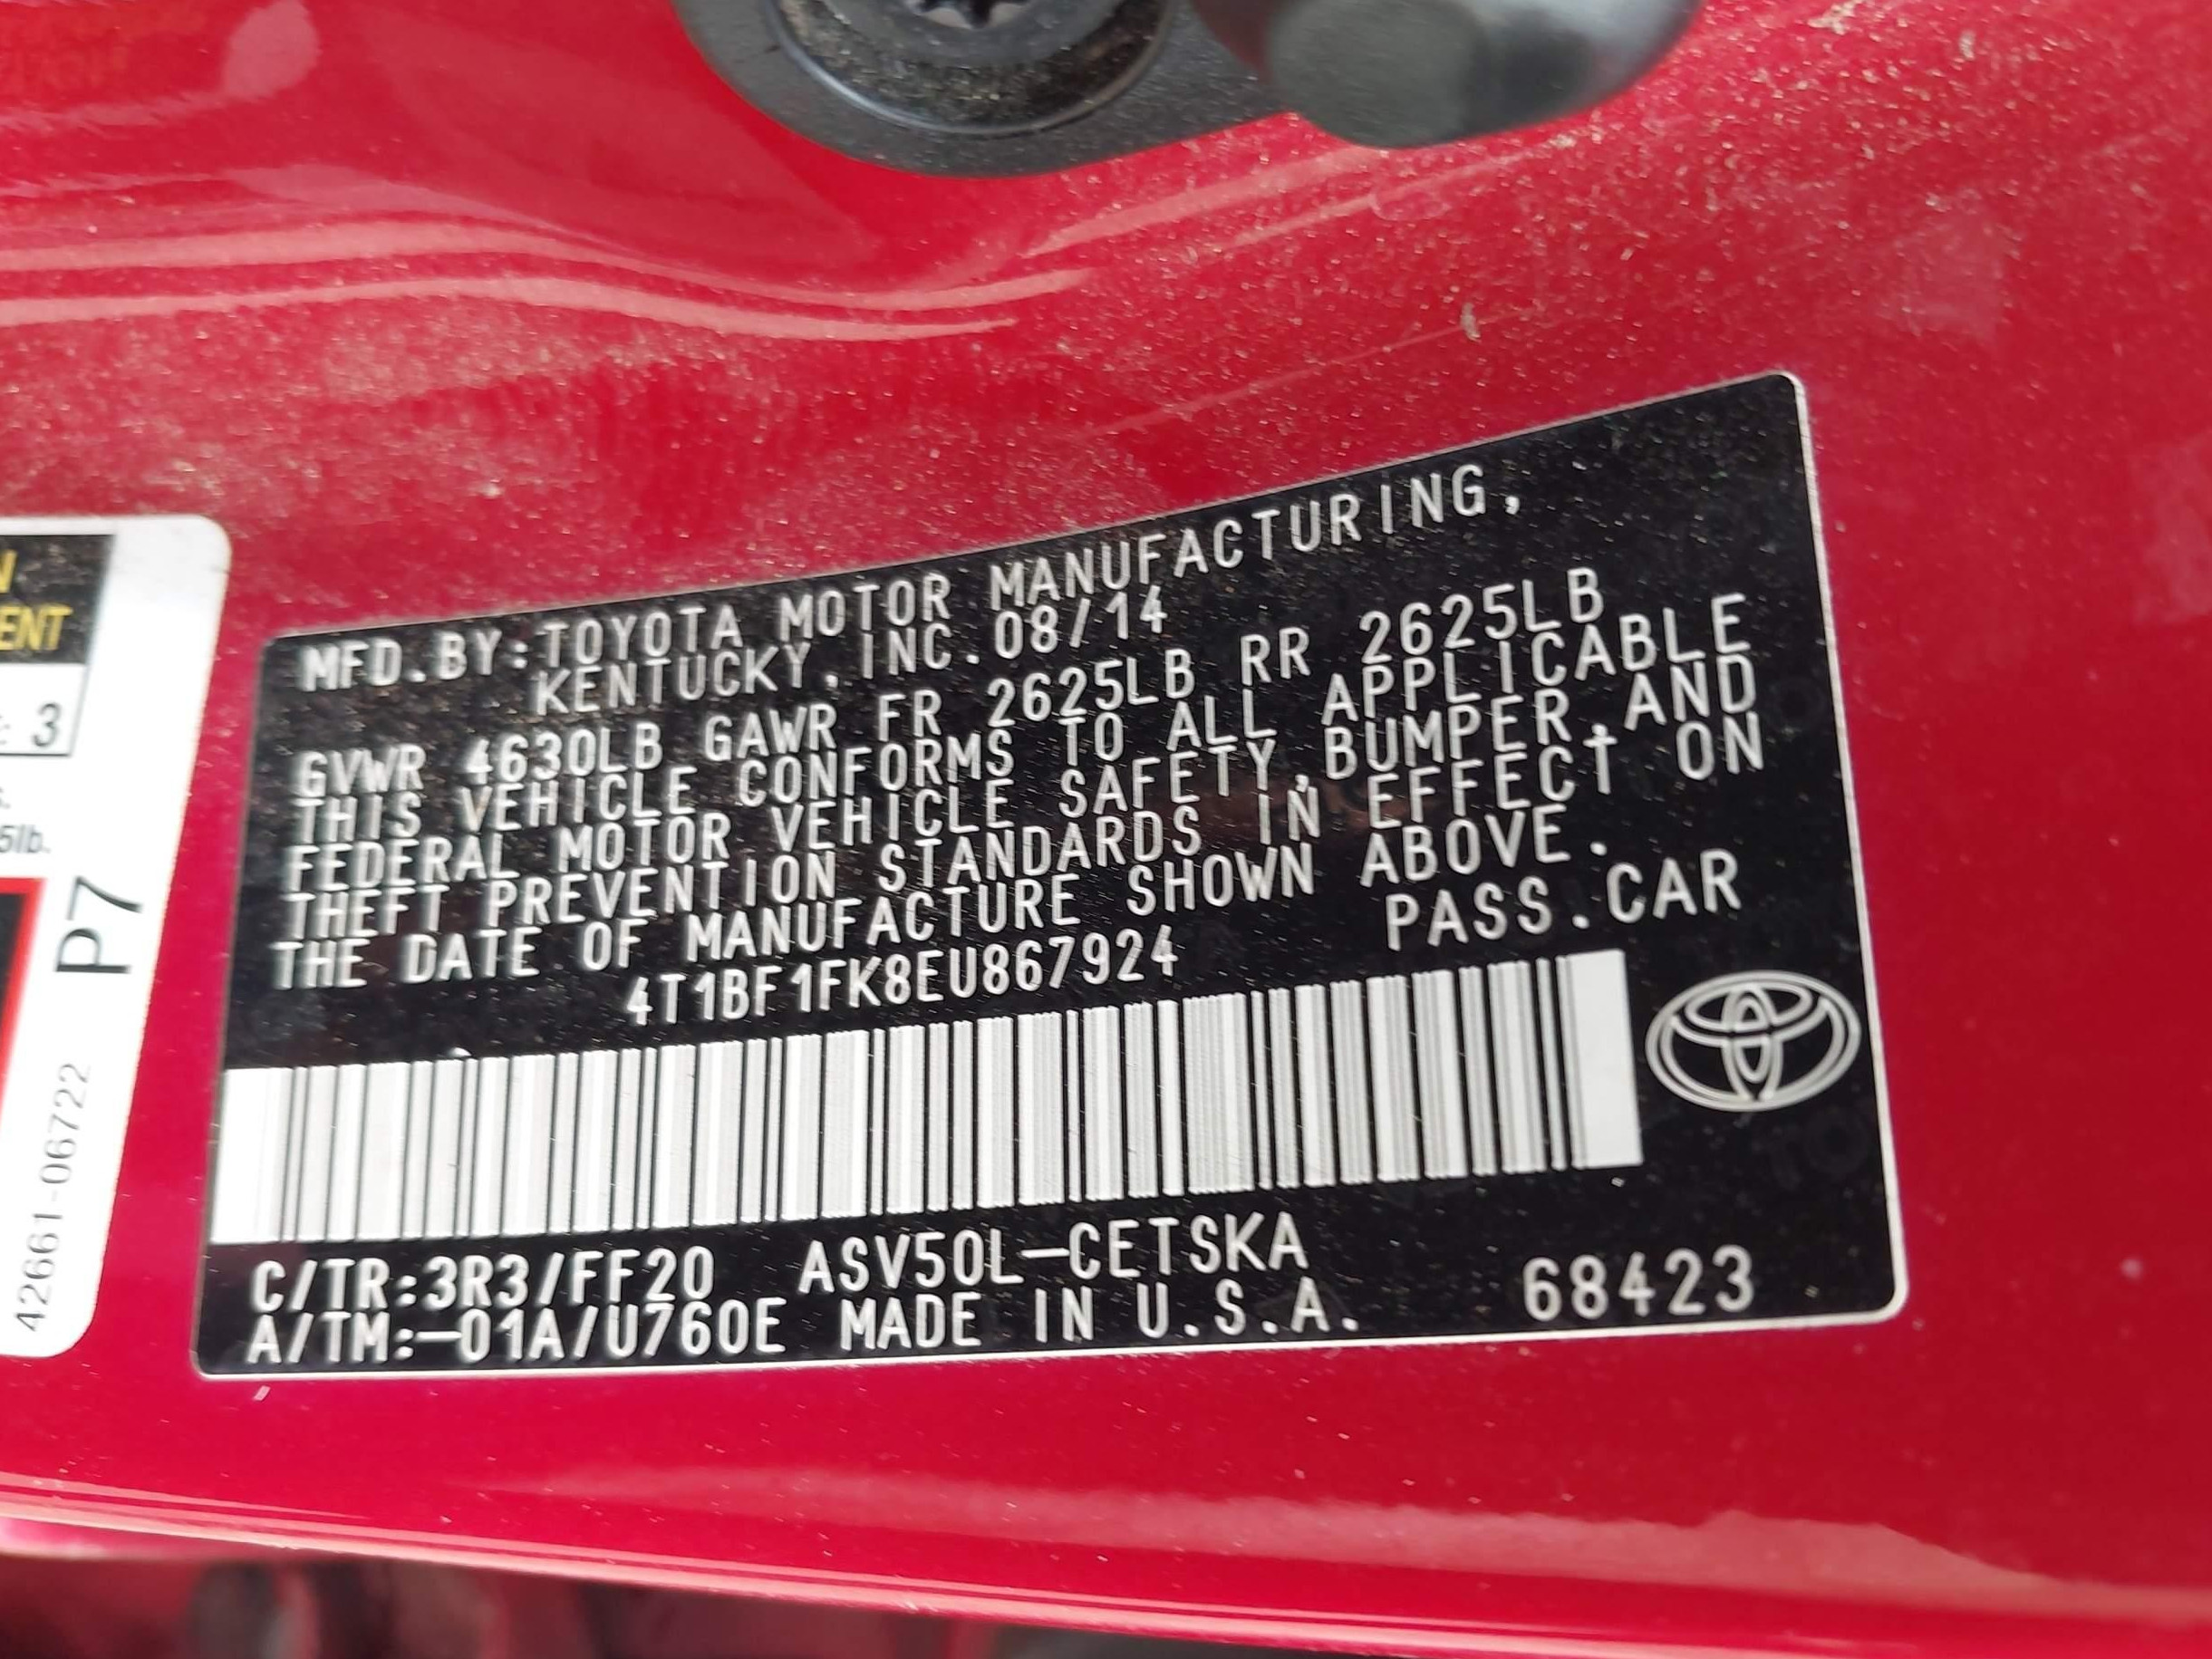 MFD.BY:TOYOTA MOTOR MANUFACTURING,
KENTUCKY, INC.08/14
GVWR 4630LB GAWR FR 2625LB RR 2625LB
THIS VEHICLE CONFORMS TO ALL APPLICABLE
FEDERAL MOTOR VEHICLE SAFETY,BUMPER,AND
THEFT PREVENTION STANDARDS IN EFFECT ON
THE DATE OF MANUFACTURE SHOWN ABOVE.
4T1BF1FK8EU867924 PASS.CAR
C/TR:3R3/FF20 ASV50L-CETSKA
A/TM:-01A/U760E MADE IN U.S.A. 68423
ENT
3
5lb.
P7
42661-06722